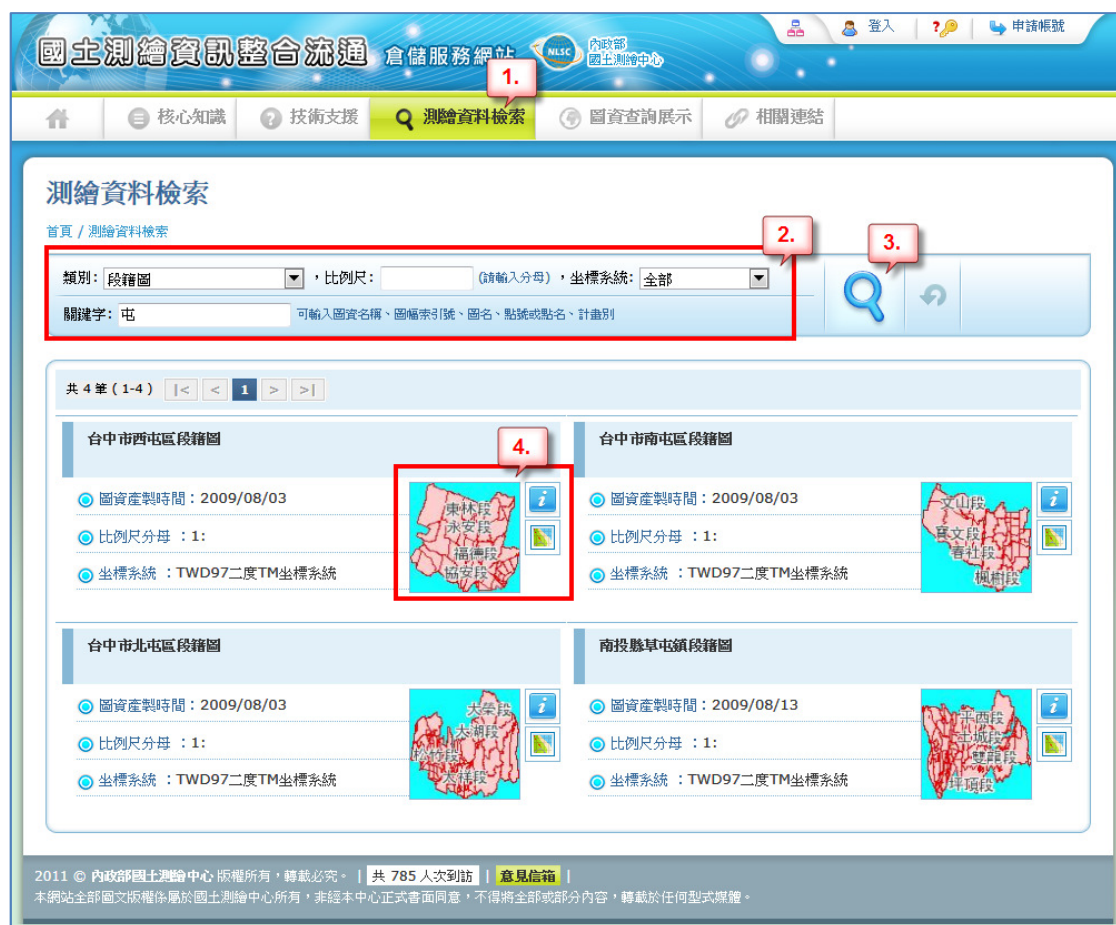 國土測繪資訊整合流通 倉儲服務網站 NLSC 內政部 國土測繪中心
登入 | ? | 申請帳號
1.
核心知識 技術支援 測繪資料檢索 圖資查詢展示 相關連結
測繪資料檢索
首頁 / 測繪資料檢索
2.
3.
類別: 段籍圖 ,比例尺: (請輸入分母) ,坐標系統: 全部
關鍵字: 屯 可輸入圖資名稱、圖幅索引號、圖名、點號或點名、計畫別
共 4 筆 ( 1-4 ) |< < 1 > >|
台中市西屯區段籍圖
4.
圖資產製時間:2009/08/03
比例尺分母 :1:
坐標系統 :TWD97二度TM坐標系統
東林段
永安段
福德段
協安段
台中市南屯區段籍圖
圖資產製時間:2009/08/03
比例尺分母 :1:
坐標系統 :TWD97二度TM坐標系統
文山段
寶文段
春社段
楓樹段
台中市北屯區段籍圖
圖資產製時間:2009/08/03
比例尺分母 :1:
坐標系統 :TWD97二度TM坐標系統
大榮段
大湖段
松竹段
大祥段
南投縣草屯鎮段籍圖
圖資產製時間:2009/08/13
比例尺分母 :1:
坐標系統 :TWD97二度TM坐標系統
平西段
土城段
雙龍段
坪頂段
2011 © 內政部國土測繪中心 版權所有,轉載必究。 | 共 785 人次到訪 | 意見信箱 |
本網站全部圖文版權係屬於國土測繪中心所有,非經本中心正式書面同意,不得將全部或部分內容,轉載於任何型式媒體。